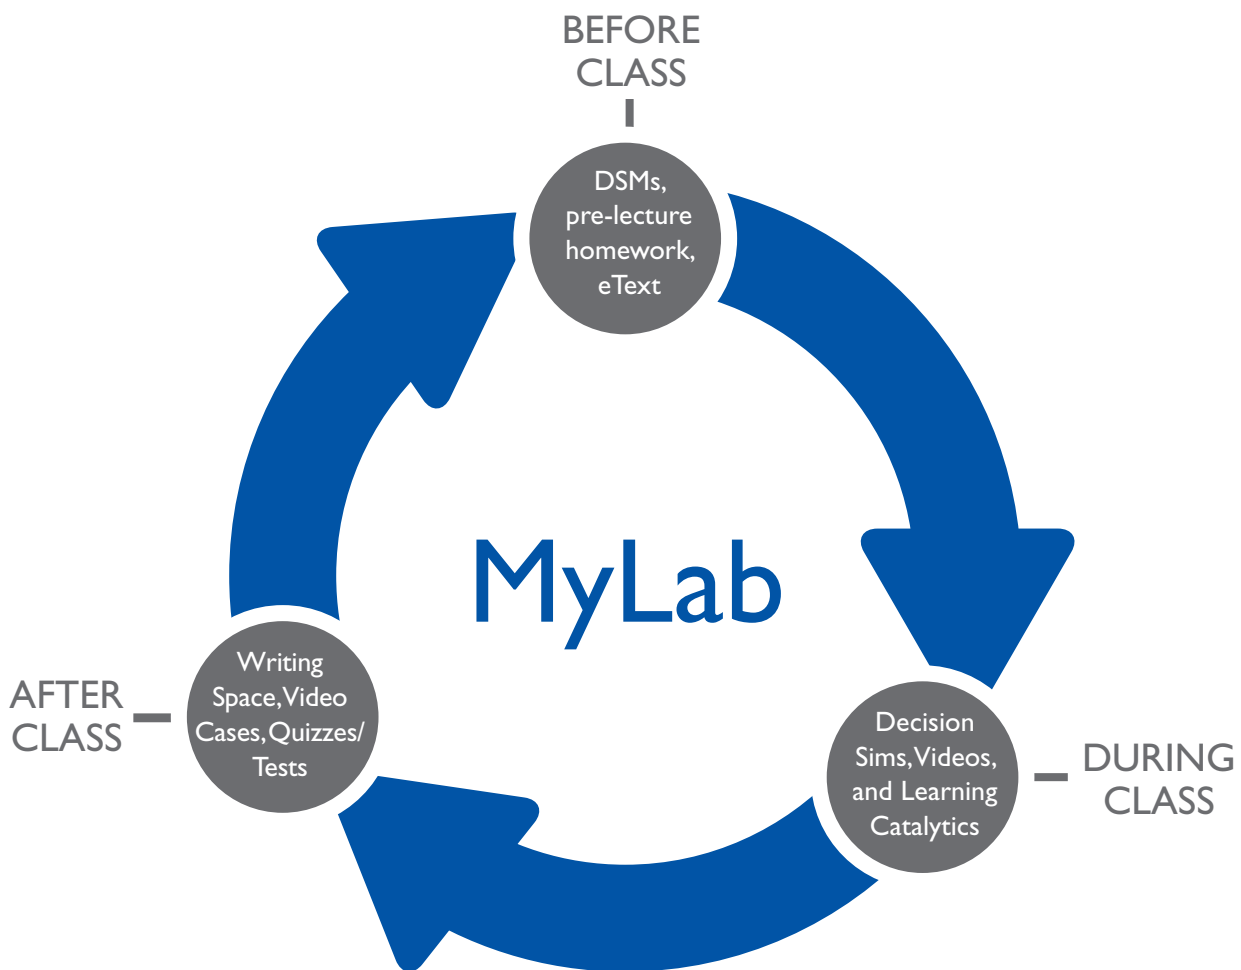 BEFORE
CLASS
DSMs,
pre-lecture
homework,
eText
MyLab
AFTER
CLASS
Writing
Space, Video
Cases, Quizzes/
Tests
Decision
Sims, Videos,
and Learning
Catalytics
DURING
CLASS